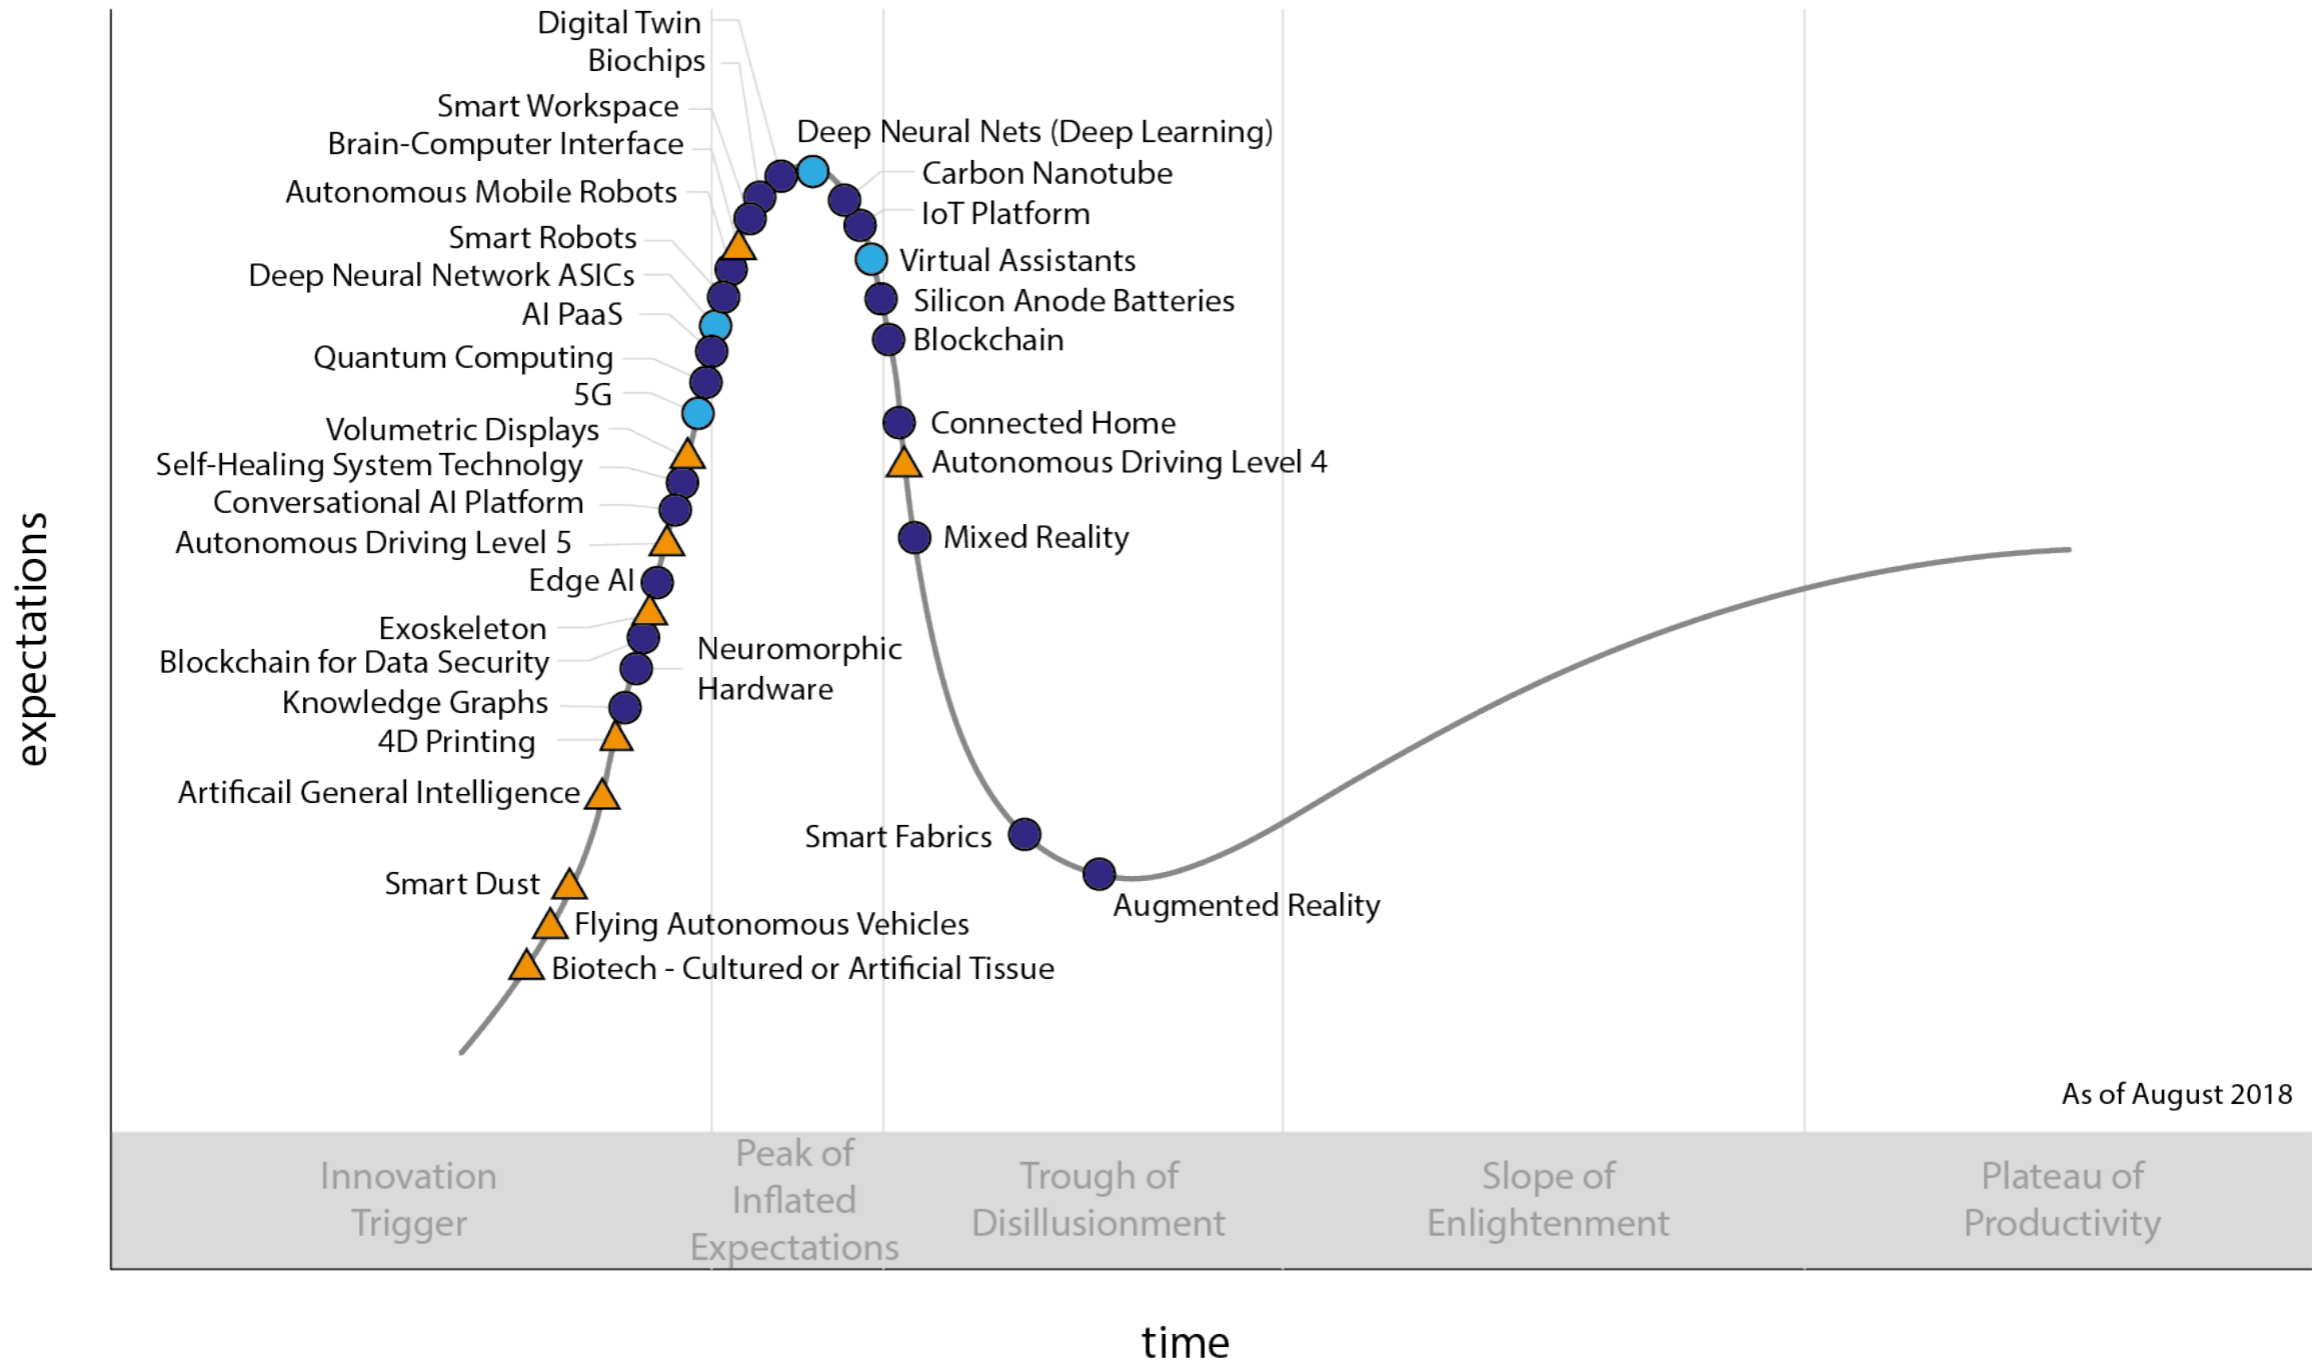 Digital Twin
Biochips
Smart Workspace
Brain-Computer Interface
Autonomous Mobile Robots
Smart Robots
Deep Neural Network ASICs
AI PaaS
Quantum Computing
5G
Volumetric Displays
Self-Healing System Technolgy
Conversational AI Platform
Autonomous Driving Level 5
Edge AI
Exoskeleton
Blockchain for Data Security
Neuromorphic
Hardware
Knowledge Graphs
4D Printing
Artificail General Intelligence
Smart Dust
Flying Autonomous Vehicles
Biotech - Cultured or Artificial Tissue
Deep Neural Nets (Deep Learning)
Carbon Nanotube
IoT Platform
Virtual Assistants
Silicon Anode Batteries
Blockchain
Connected Home
Autonomous Driving Level 4
Mixed Reality
Smart Fabrics
Augmented Reality
expectations
As of August 2018
Innovation
Trigger
Peak of
Inflated
Expectations
Trough of
Disillusionment
Slope of
Enlightenment
Plateau of
Productivity
time